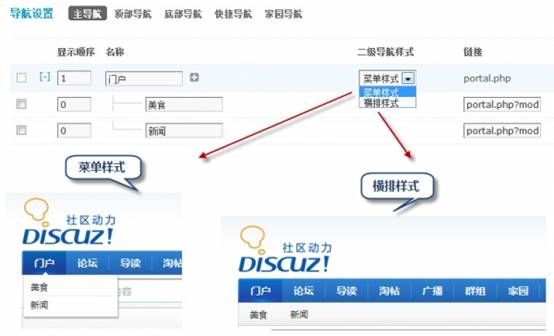 导航设置 主导航 顶部导航 底部导航 快捷导航 家园导航
显示顺序 名称 二级导航样式 链接
[-] 1 门户 菜单样式 portal.php
菜单样式
横排样式
0 美食 portal.php?mod
0 新闻 portal.php?mod
菜单样式
横排样式
社区动力
DISCUZ!
门户 论坛 导读 淘帖
美食
内容
新闻
社区动力
DISCUZ!
门户 论坛 导读 淘帖 广播 群组 家园
美食 新闻